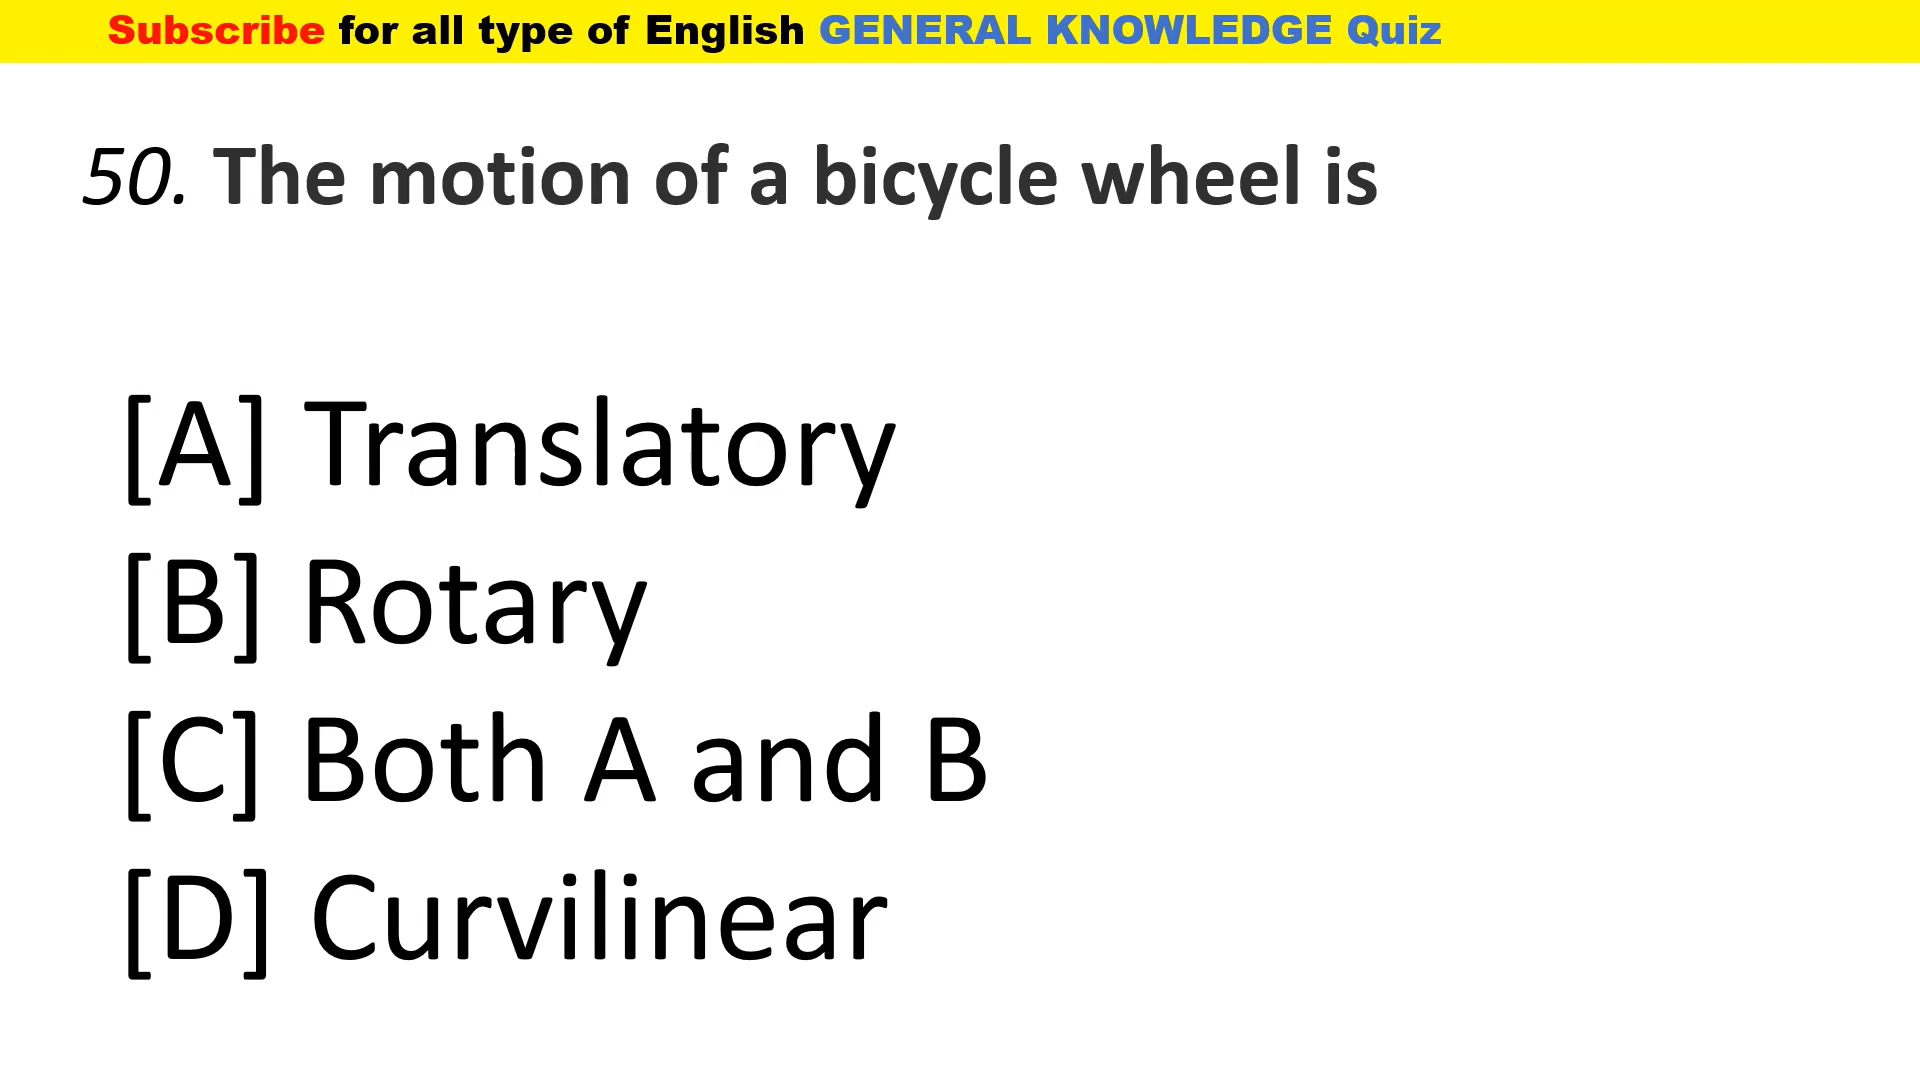 Subscribe for all type of English GENERAL KNOWLEDGE Quiz
50. The motion of a bicycle wheel is
[A] Translatory
[B] Rotary
[C] Both A and B
[D] Curvilinear